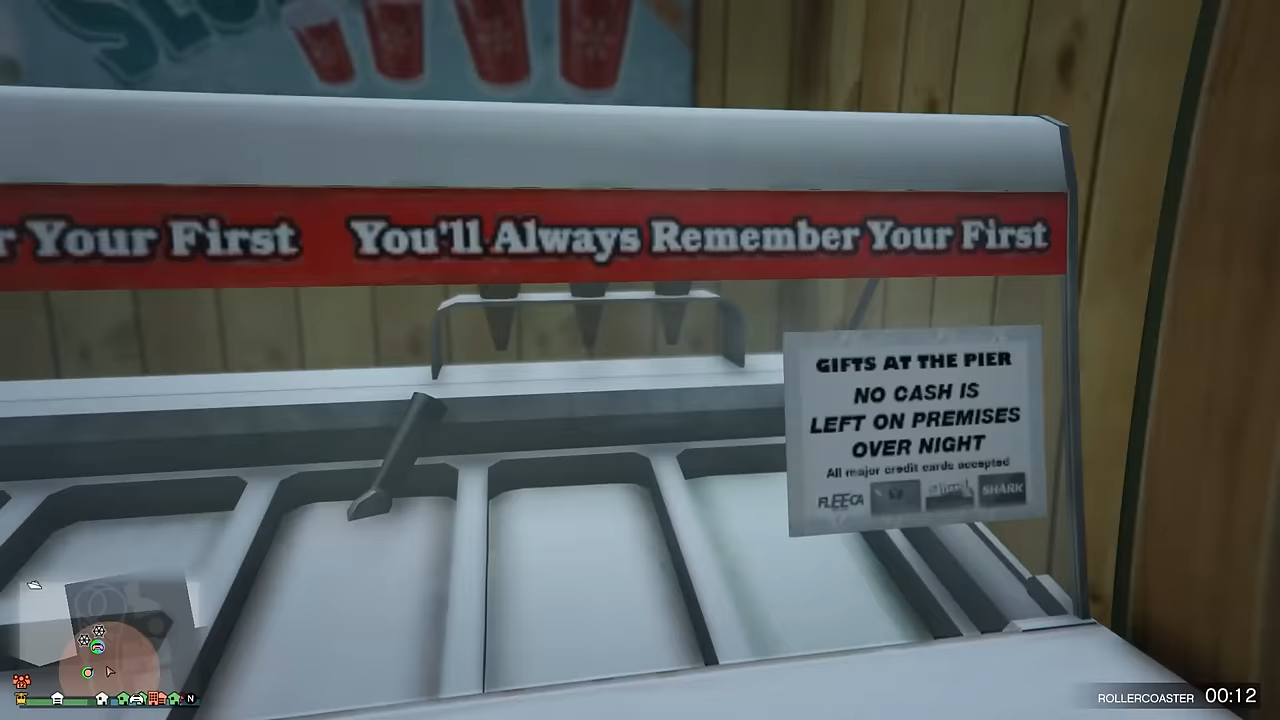 r Your First You'll Always Remember Your First
GIFTS AT THE PIER
NO CASH IS
LEFT ON PREMISES
OVER NIGHT
All major credit cards accepted
FLEECA
SHARK
N
ROLLERCOASTER 00:12